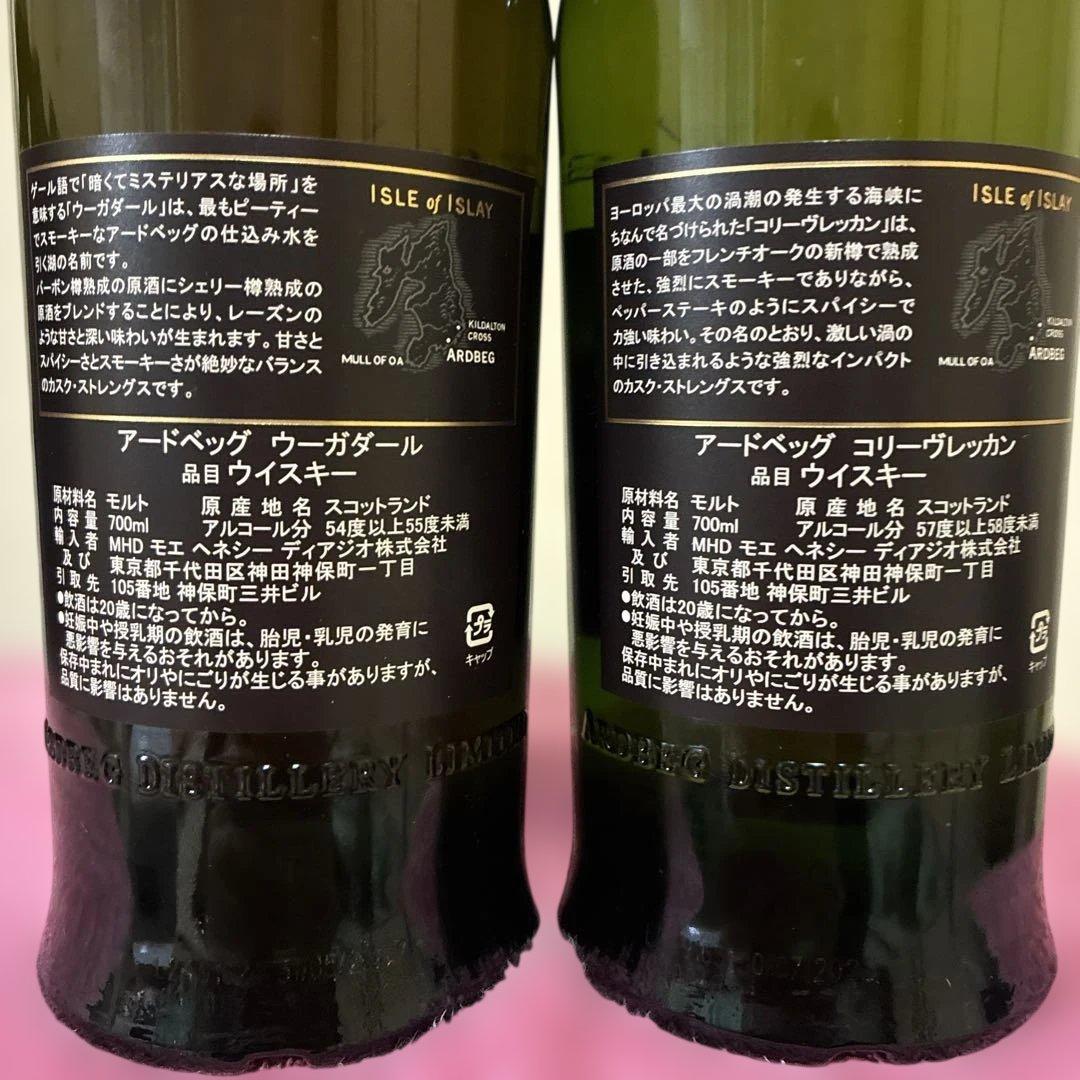 ゲール語で「暗くてミステリアスな場所」を
意味する「ウーガダール」は、最もピーティー
でスモーキーなアードベッグの仕込み水を
引く湖の名前です。
バーボン樽熟成の原酒にシェリー樽熟成の
原酒をブレンドすることにより、レーズンの
ような甘さと深い味わいが生まれます。甘さと
スパイシーさとスモーキーさが絶妙なバランス
のカスク・ストレングスです。
ISLE of ISLAY
KILDALTON
CROSS
MULL OF OA
ARDBEG
アードベッグ ウーガダール
品目 ウイスキー
原材料名 モルト 原産地名 スコットランド
内容量 700ml アルコール分 54度以上55度未満
輸入者 MHD モエ ヘネシー ディアジオ株式会社
及び 東京都千代田区神田神保町一丁目
引取先 105番地 神保町三井ビル
●飲酒は20歳になってから。
●妊娠中や授乳期の飲酒は、胎児・乳児の発育に
悪影響を与えるおそれがあります。
保存中まれにオリやにごりが生じる事がありますが、
品質に影響はありません。
プラ
キャップ
DISTILLERY
ヨーロッパ最大の渦潮の発生する海峡に
ちなんで名づけられた「コリーヴレッカン」は、
原酒の一部をフレンチオークの新樽で熟成
させた、強烈にスモーキーでありながら、
ペッパーステーキのようにスパイシーで
力強い味わい。その名のとおり、激しい渦の
中に引き込まれるような強烈なインパクト
のカスク・ストレングスです。
ISLE of ISLAY
KILDALTON
CROSS
MULL OF OA
ARDBEG
アードベッグ コリーヴレッカン
品目 ウイスキー
原材料名 モルト 原産地名 スコットランド
内容量 700ml アルコール分 57度以上58度未満
輸入者 MHD モエ ヘネシー ディアジオ株式会社
及び 東京都千代田区神田神保町一丁目
引取先 105番地 神保町三井ビル
●飲酒は20歳になってから。
●妊娠中や授乳期の飲酒は、胎児・乳児の発育に
悪影響を与えるおそれがあります。
保存中まれにオリやにごりが生じる事がありますが、
品質に影響はありません。
プラ
キャップ
ARDBEG DISTILLERY